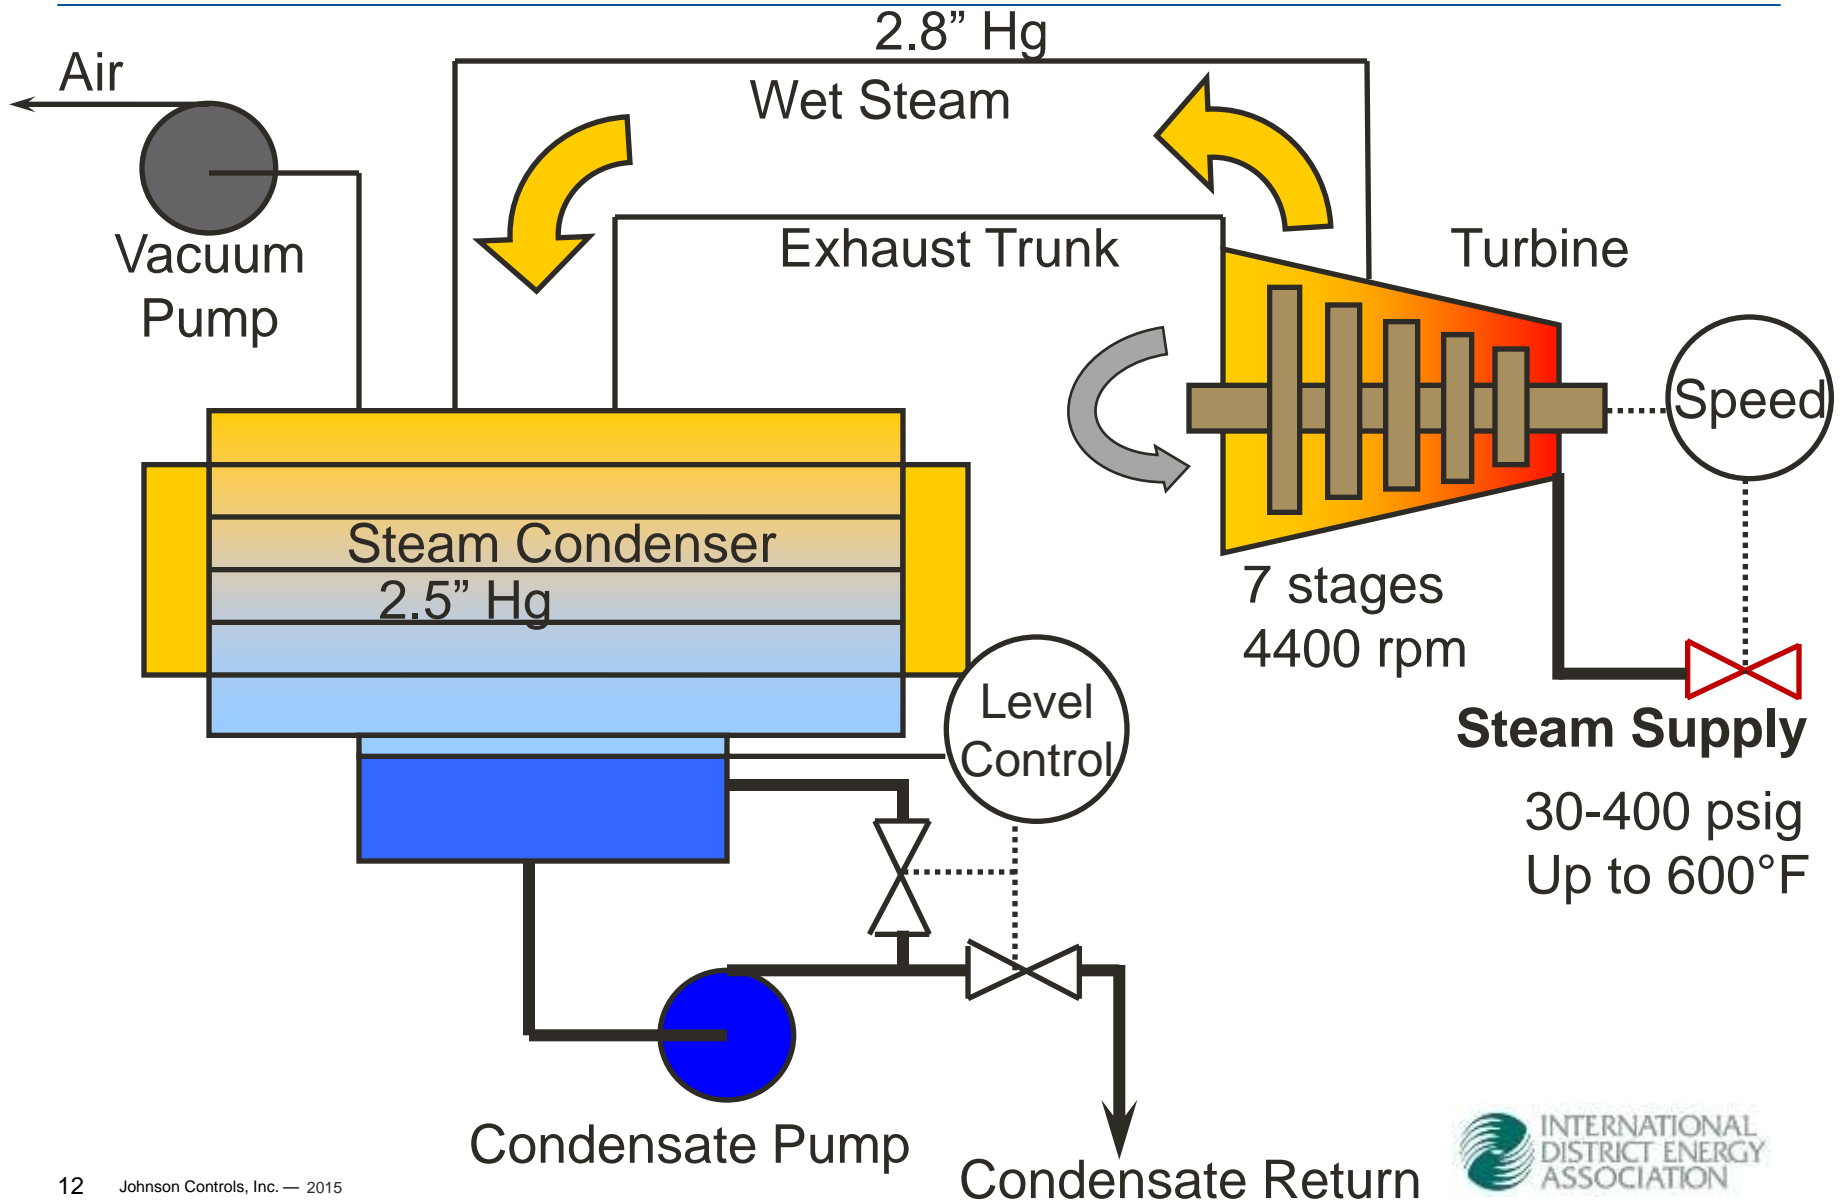 2.8” Hg
Air
Wet Steam
Vacuum
Pump
Exhaust Trunk
Turbine
Speed
Steam Condenser
2.5” Hg
7 stages
4400 rpm
Level
Control
Steam Supply
30-400 psig
Up to 600°F
Condensate Pump
Condensate Return
INTERNATIONAL
DISTRICT ENERGY
ASSOCIATION
12 Johnson Controls, Inc. — 2015